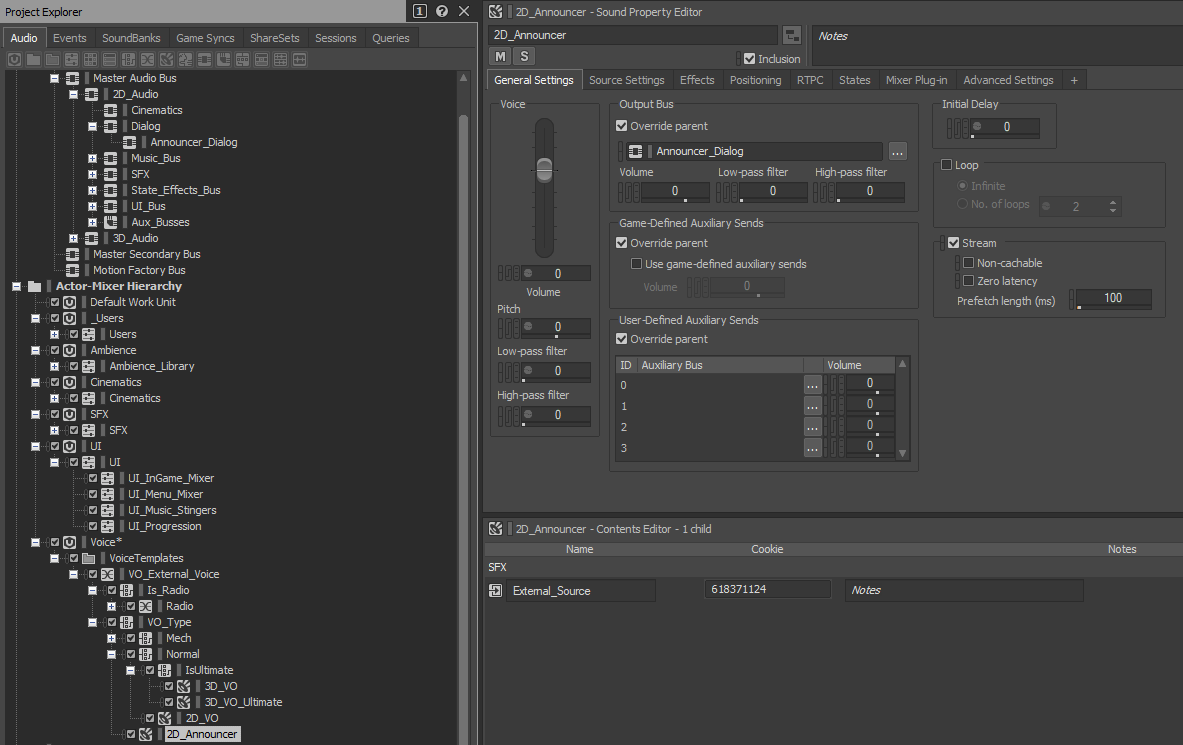 Project Explorer
1
Audio
Events
SoundBanks
Game Syncs
ShareSets
Sessions
Queries
Master Audio Bus
2D_Audio
Cinematics
Dialog
Announcer_Dialog
Music_Bus
SFX
State_Effects_Bus
UI_Bus
Aux_Busses
3D_Audio
Master Secondary Bus
Motion Factory Bus
Actor-Mixer Hierarchy
Default Work Unit
_Users
Users
Ambience
Ambience_Library
Cinematics
Cinematics
SFX
SFX
UI
UI
UI_InGame_Mixer
UI_Menu_Mixer
UI_Music_Stingers
UI_Progression
Voice*
VoiceTemplates
VO_External_Voice
Is_Radio
Radio
VO_Type
Mech
Normal
IsUltimate
3D_VO
3D_VO_Ultimate
2D_VO
2D_Announcer
2D_Announcer - Sound Property Editor
2D_Announcer
Notes
M
S
Inclusion
General Settings
Source Settings
Effects
Positioning
RTPC
States
Mixer Plug-in
Advanced Settings
+
Voice
0
Volume
Pitch
0
Low-pass filter
0
High-pass filter
0
Output Bus
Override parent
Announcer_Dialog
...
Volume
Low-pass filter
High-pass filter
0
0
0
Game-Defined Auxiliary Sends
Override parent
Use game-defined auxiliary sends
Volume
0
User-Defined Auxiliary Sends
Override parent
ID
Auxiliary Bus
Volume
0
...
0
1
...
0
2
...
0
3
...
0
Initial Delay
0
Loop
Infinite
No. of loops
2
Stream
Non-cachable
Zero latency
Prefetch length (ms)
100
2D_Announcer - Contents Editor - 1 child
Name
Cookie
Notes
SFX
External_Source
618371124
Notes